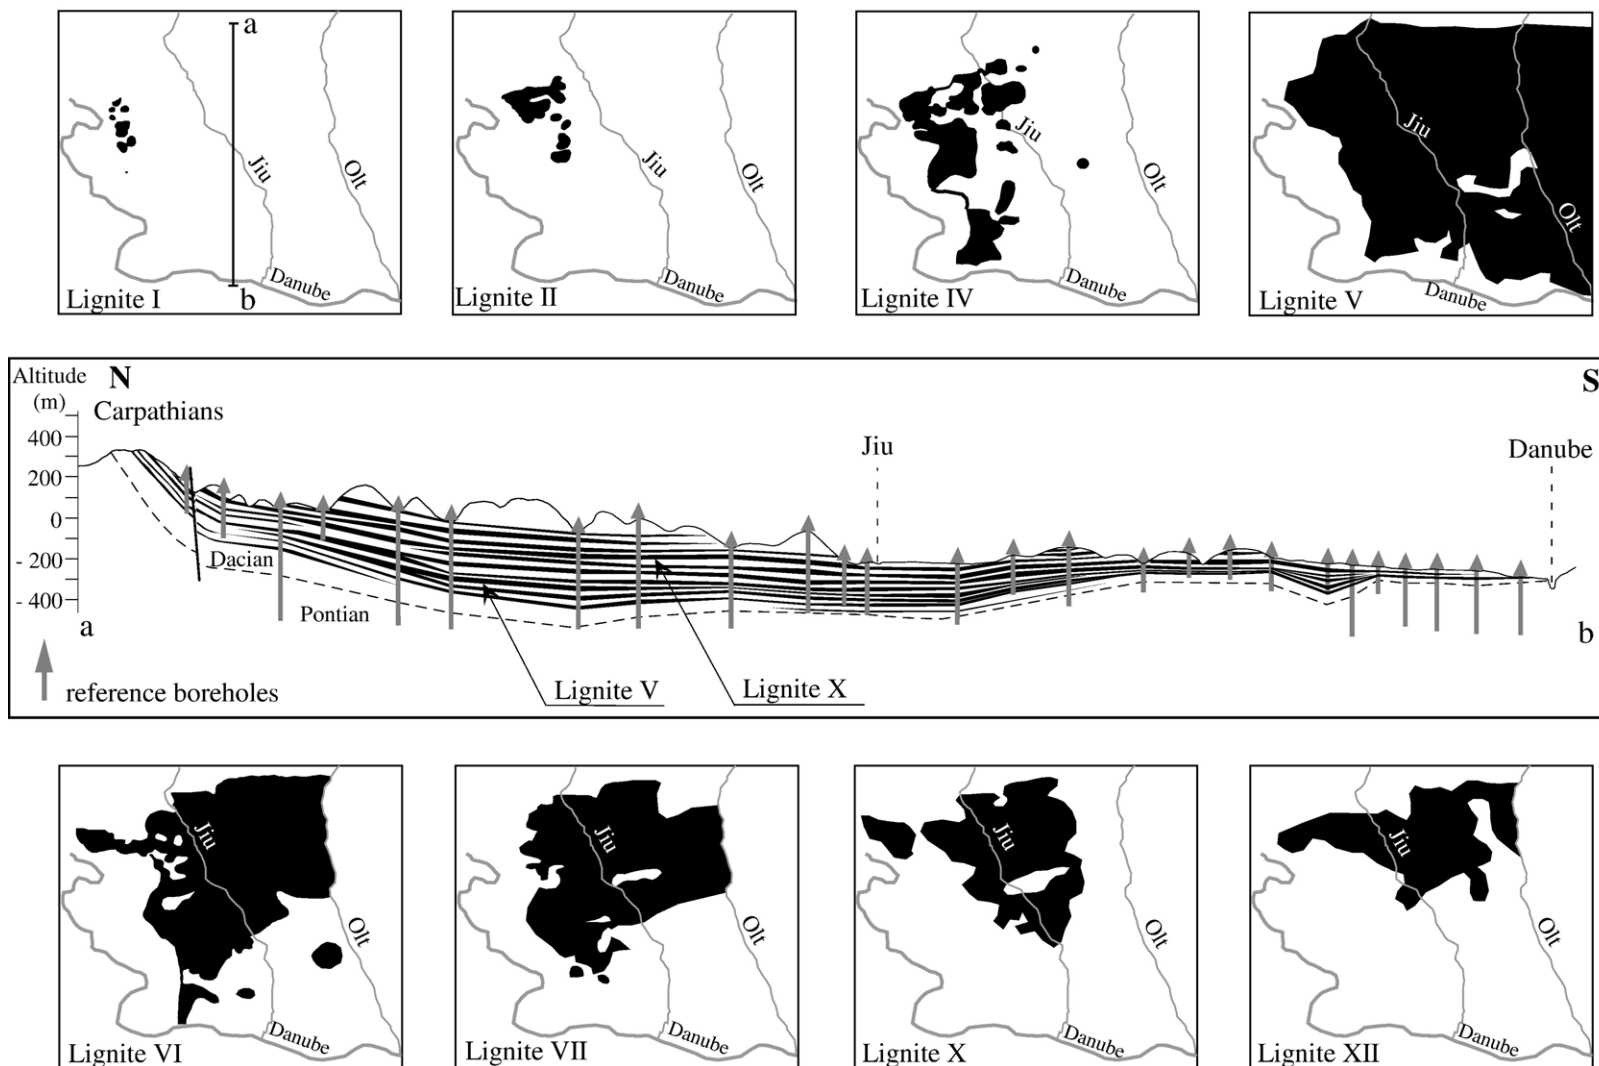 a
Jiu
Olt
Danube
b
Lignite I
Jiu
Olt
Danube
Lignite II
Jiu
Olt
Danube
Lignite IV
Jiu
Olt
Danube
Lignite V
Altitude
(m)
N
S
Carpathians
400
200
0
- 200
- 400
Jiu
Danube
Dacian
Pontian
a
b
reference boreholes
Lignite V
Lignite X
Jiu
Olt
Danube
Lignite VI
Jiu
Olt
Danube
Lignite VII
Jiu
Olt
Danube
Lignite X
Jiu
Olt
Danube
Lignite XII